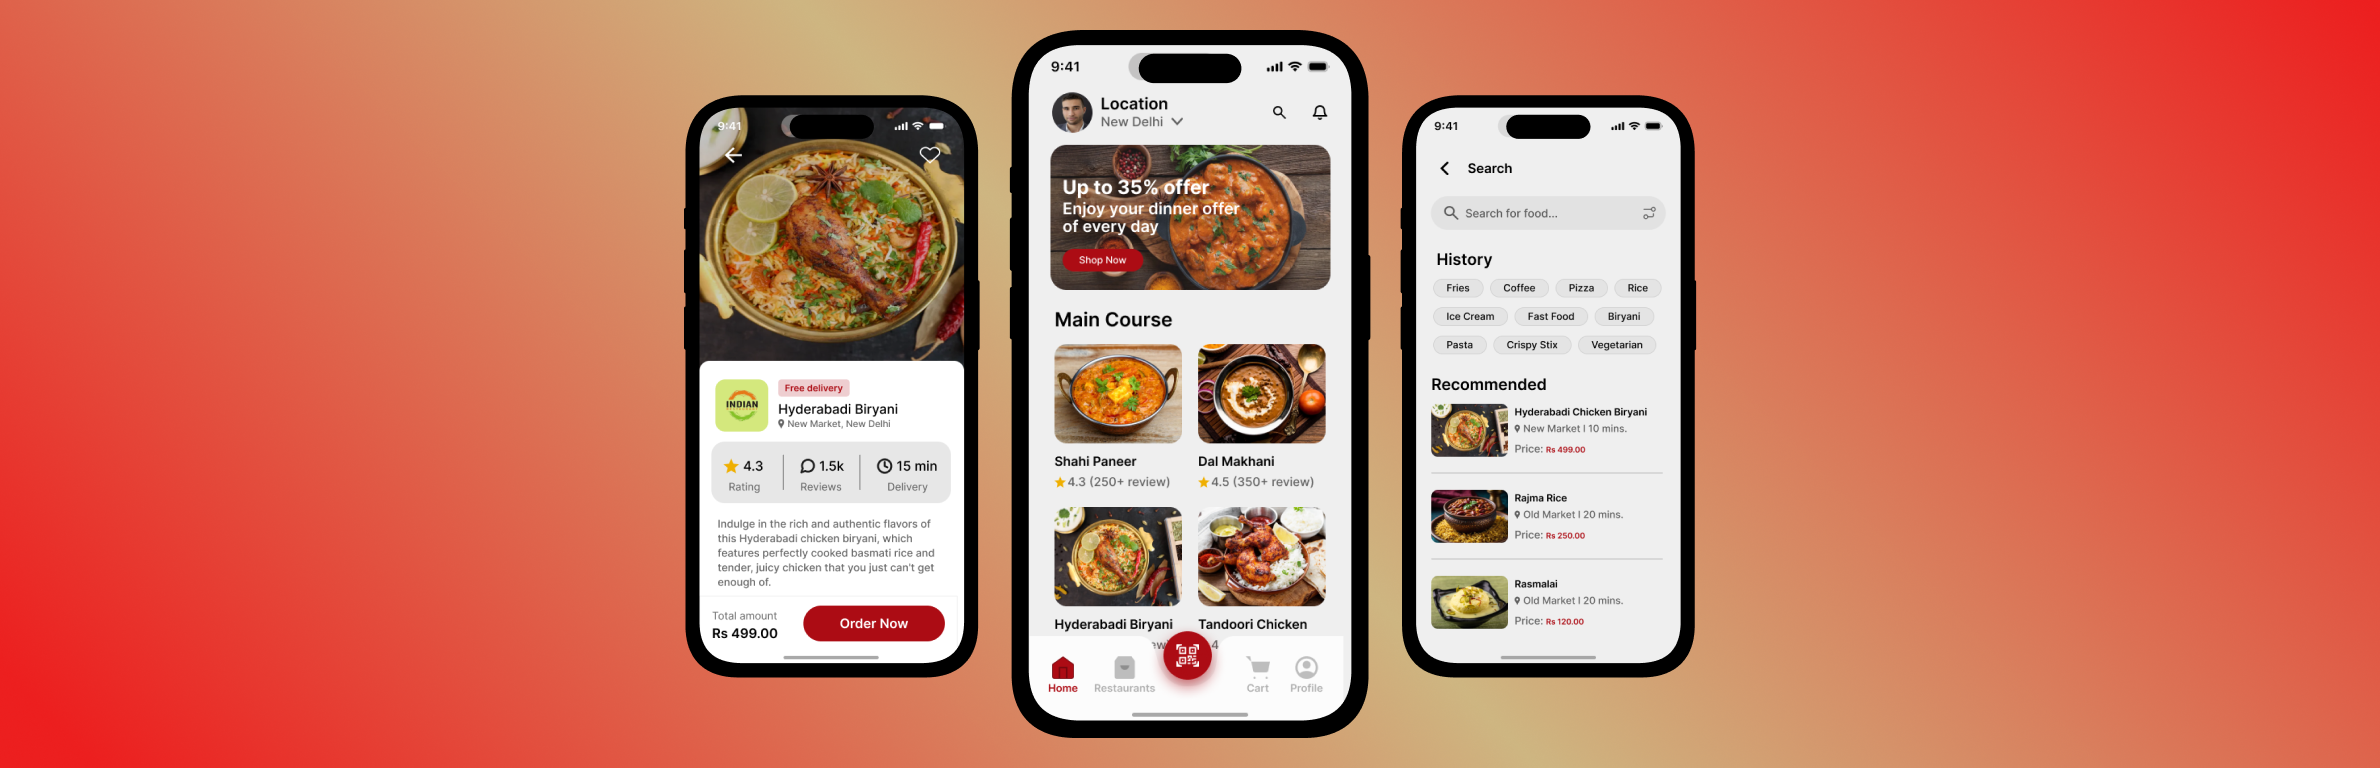 9:41
Free delivery
INDIAN
Hyderabadi Biryani
New Market, New Delhi
4.3
1.5k
15 min
Rating
Reviews
Delivery
Indulge in the rich and authentic flavors of
this Hyderabadi chicken biryani, which
features perfectly cooked basmati rice and
tender, juicy chicken that you just can't get
enough of.
Total amount
Rs 499.00
Order Now
9:41
Location
New Delhi
Up to 35% offer
Enjoy your dinner offer
of every day
Shop Now
Main Course
Shahi Paneer
4.3 (250+ review)
Dal Makhani
4.5 (350+ review)
Hyderabadi Biryani
Tandoori Chicken
4
Home
Restaurants
Cart
Profile
9:41
Search
Search for food...
History
Fries
Coffee
Pizza
Rice
Ice Cream
Fast Food
Biryani
Pasta
Crispy Stix
Vegetarian
Recommended
Hyderabadi Chicken Biryani
New Market I 10 mins.
Price: Rs 499.00
Rajma Rice
Old Market I 20 mins.
Price: Rs 250.00
Rasmalai
Old Market I 20 mins.
Price: Rs 120.00